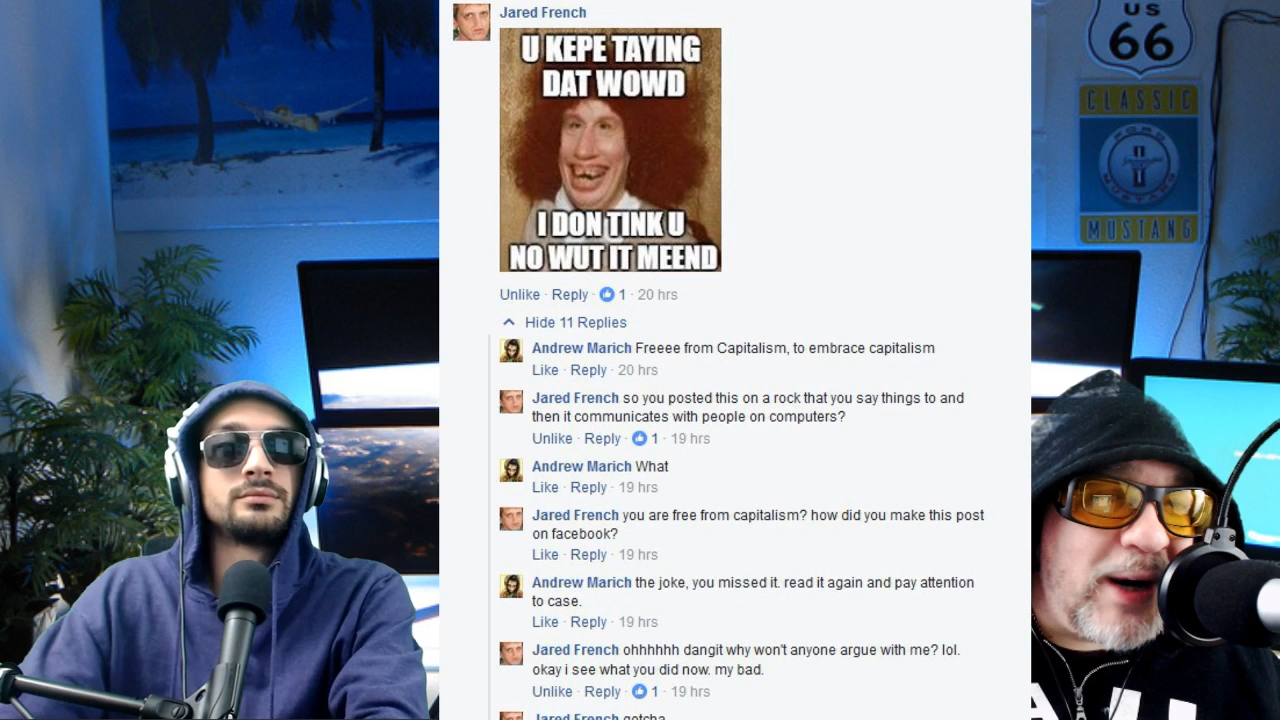 Jared French
U KEPE TAYING
DAT WOWD
I DON TINK U
NO WUT IT MEEND
Unlike · Reply · 1 · 20 hrs
Hide 11 Replies
Andrew Marich Freeee from Capitalism, to embrace capitalism
Like · Reply · 20 hrs
Jared French so you posted this on a rock that you say things to and
then it communicates with people on computers?
Unlike · Reply · 1 · 19 hrs
Andrew Marich What
Like · Reply · 19 hrs
Jared French you are free from capitalism? how did you make this post
on facebook?
Like · Reply · 19 hrs
Andrew Marich the joke, you missed it. read it again and pay attention
to case.
Like · Reply · 19 hrs
Jared French ohhhhhh dangit why won't anyone argue with me? lol.
okay i see what you did now. my bad.
Unlike · Reply · 1 · 19 hrs
Jared French gotcha
US
66
CLASSIC
FORD
MUSTANG